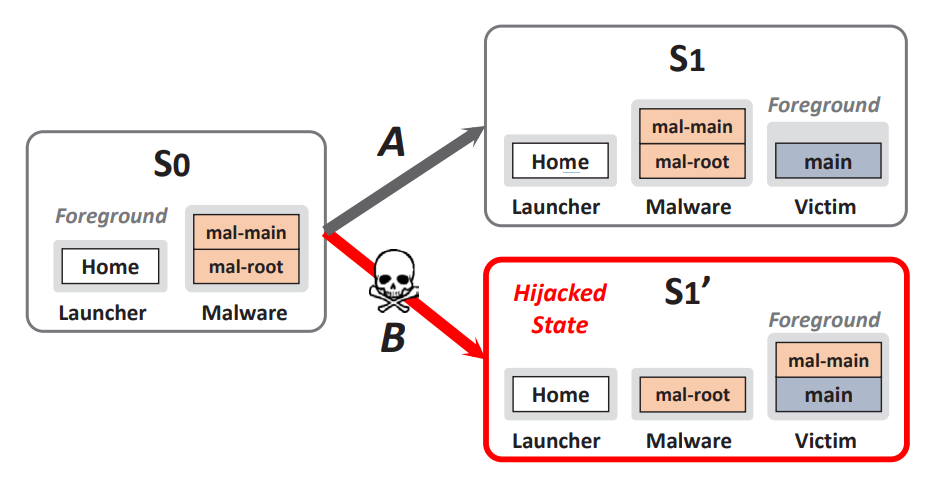 S0
Foreground
Home
mal-main
mal-root
Launcher
Malware
A
B
S1
Foreground
Home
mal-main
mal-root
main
Launcher
Malware
Victim
Hijacked
State
S1’
Foreground
Home
mal-root
mal-main
main
Launcher
Malware
Victim